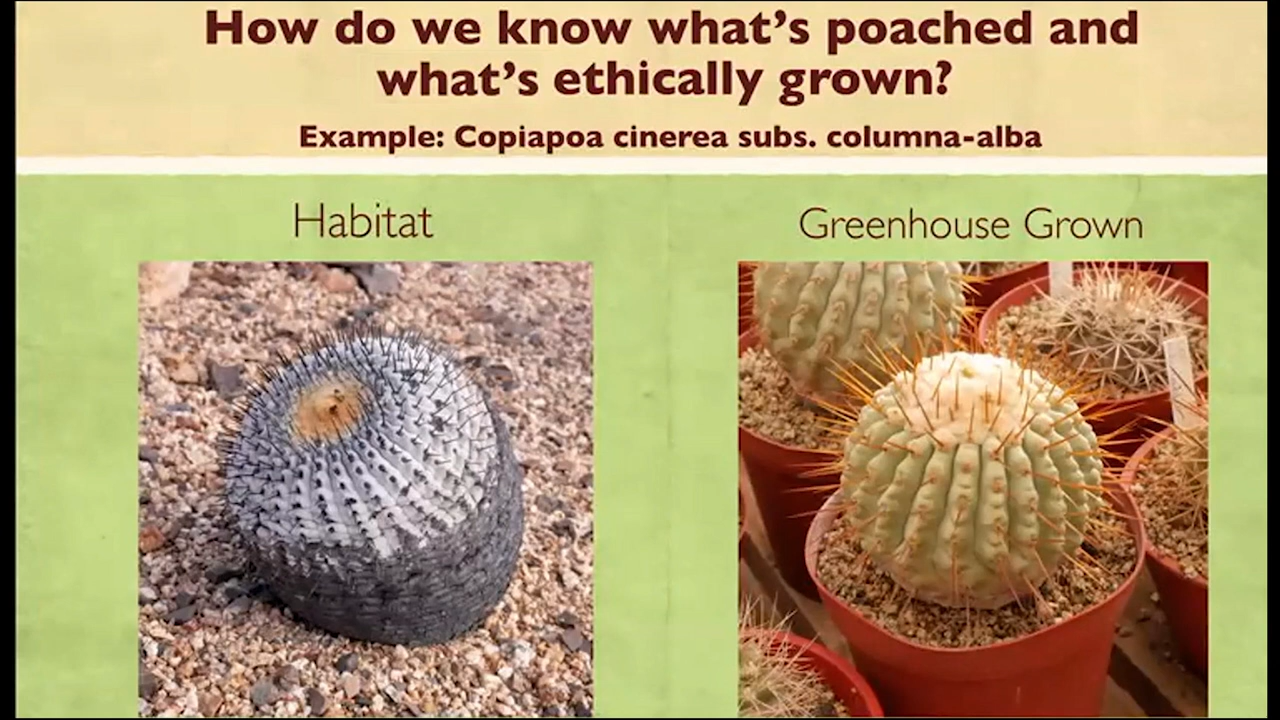 How do we know what's poached and
what's ethically grown?
Example: Copiapoa cinerea subs. columna-alba
Habitat
Greenhouse Grown